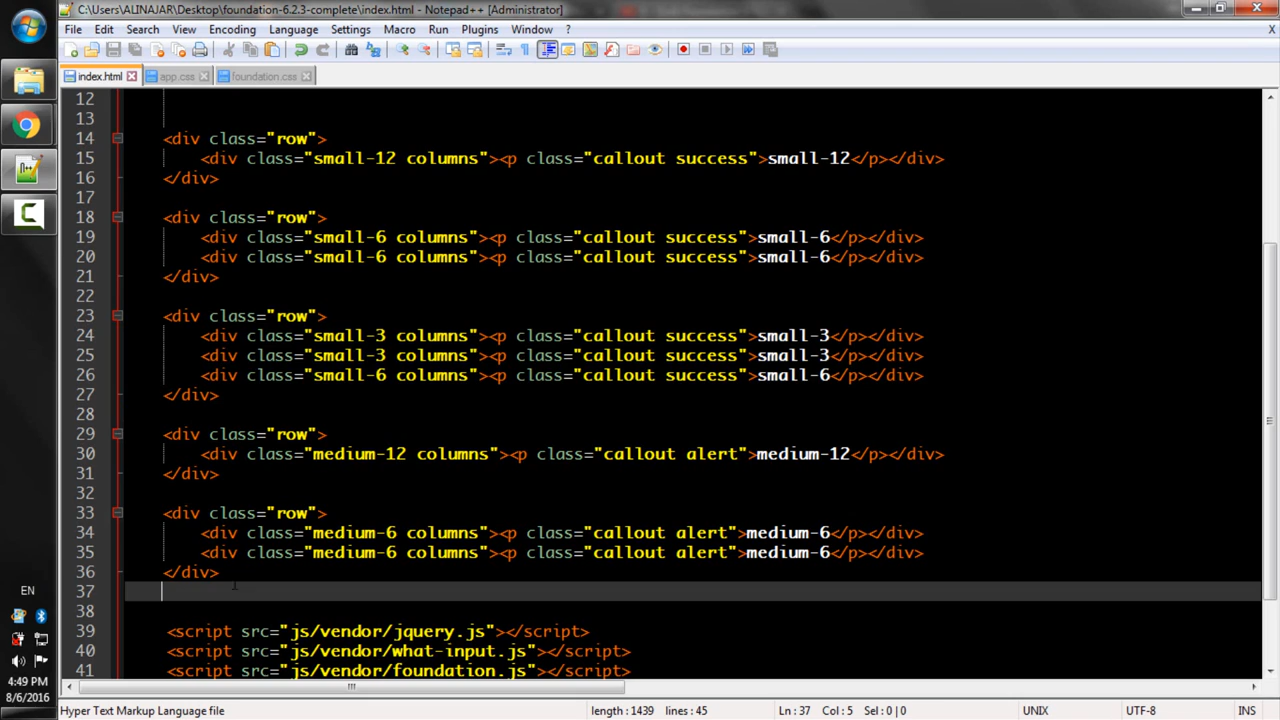 C:\Users\ALINAJAR\Desktop\foundation-6.2.3-complete\index.html - Notepad++ [Administrator]
File Edit Search View Encoding Language Settings Macro Run Plugins Window ? X
index.html app.css foundation.css
12
13
14 <div class="row">
15 <div class="small-12 columns"><p class="callout success">small-12</p></div>
16 </div>
17
18 <div class="row">
19 <div class="small-6 columns"><p class="callout success">small-6</p></div>
20 <div class="small-6 columns"><p class="callout success">small-6</p></div>
21 </div>
22
23 <div class="row">
24 <div class="small-3 columns"><p class="callout success">small-3</p></div>
25 <div class="small-3 columns"><p class="callout success">small-3</p></div>
26 <div class="small-6 columns"><p class="callout success">small-6</p></div>
27 </div>
28
29 <div class="row">
30 <div class="medium-12 columns"><p class="callout alert">medium-12</p></div>
31 </div>
32
33 <div class="row">
34 <div class="medium-6 columns"><p class="callout alert">medium-6</p></div>
35 <div class="medium-6 columns"><p class="callout alert">medium-6</p></div>
36 </div>
37
38
39 <script src="js/vendor/jquery.js"></script>
40 <script src="js/vendor/what-input.js"></script>
41 <script src="js/vendor/foundation.js"></script>
EN
4:49 PM
8/6/2016
Hyper Text Markup Language file length : 1439 lines : 45 Ln : 37 Col : 5 Sel : 0 | 0 UNIX UTF-8 INS